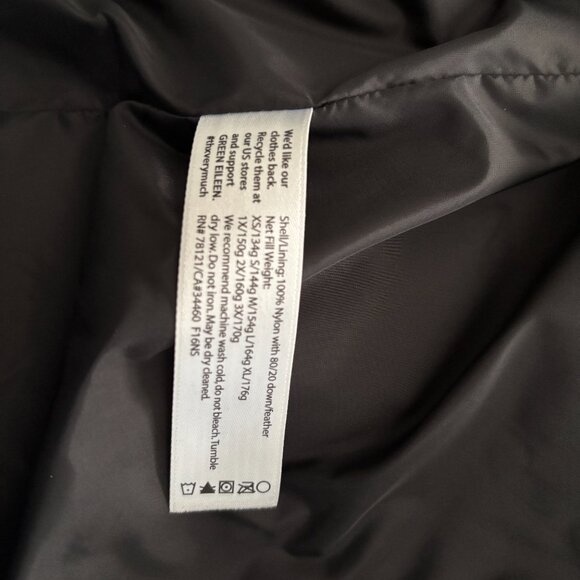 We'd like our
clothes back.
Recycle them at
our US stores
and support
GREEN EILEEN.
#thxverymuch
Shell/Lining: 100% Nylon with 80/20 down/feather
Net Fill Weight:
XS/134g S/144g M/154g L/164g XL/176g
1X/150g 2X/160g 3X/170g
We recommend machine wash cold, do not bleach. Tumble
dry low. Do not iron. May be dry cleaned.
RN# 78121/CA#34460 F16NS